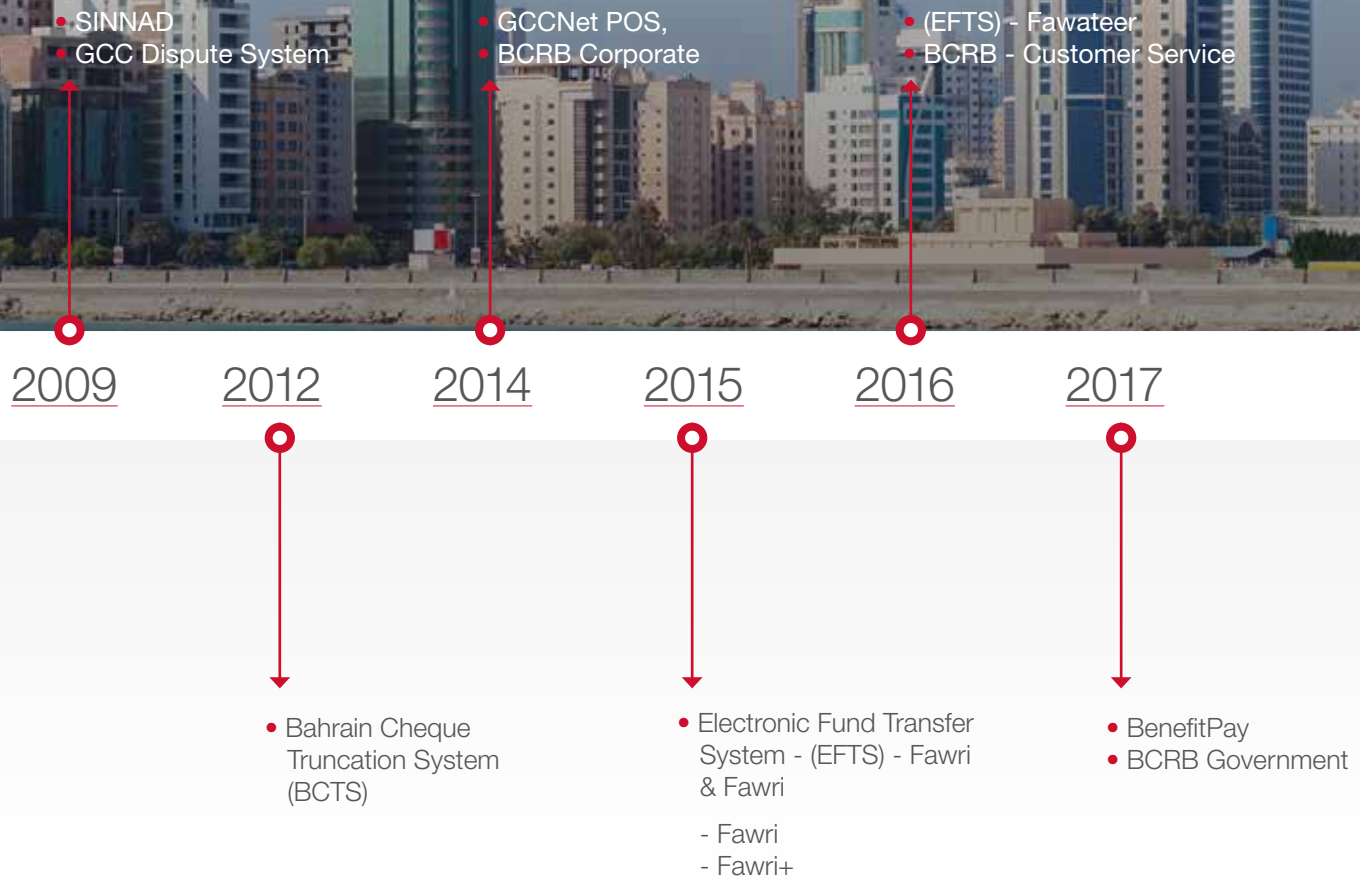 SINNAD
GCC Dispute System
GCCNet POS,
BCRB Corporate
(EFTS) - Fawateer
BCRB - Customer Service
2009
2012
2014
2015
2016
2017
Bahrain Cheque
Truncation System
(BCTS)
Electronic Fund Transfer
System - (EFTS) - Fawri
& Fawri
- Fawri
- Fawri+
BenefitPay
BCRB Government